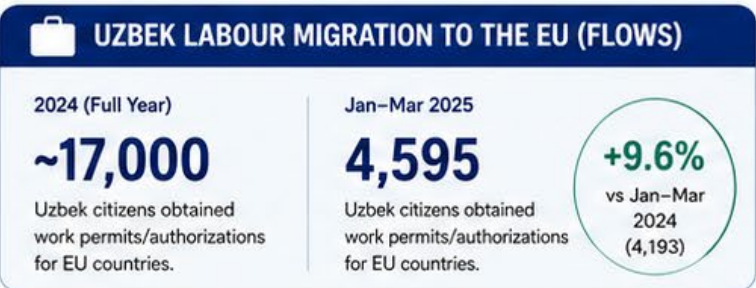 UZBEK LABOUR MIGRATION TO THE EU (FLOWS)
2024 (Full Year)
~17,000
Uzbek citizens obtained
work permits/authorizations
for EU countries.
Jan–Mar 2025
4,595
Uzbek citizens obtained
work permits/authorizations
for EU countries.
+9.6%
vs Jan–Mar
2024
(4,193)